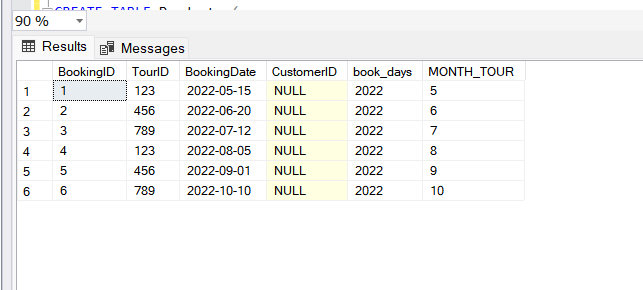 90 %
Results Messages
BookingID TourID BookingDate CustomerID book_days MONTH_TOUR
1 1 123 2022-05-15 NULL 2022 5
2 2 456 2022-06-20 NULL 2022 6
3 3 789 2022-07-12 NULL 2022 7
4 4 123 2022-08-05 NULL 2022 8
5 5 456 2022-09-01 NULL 2022 9
6 6 789 2022-10-10 NULL 2022 10